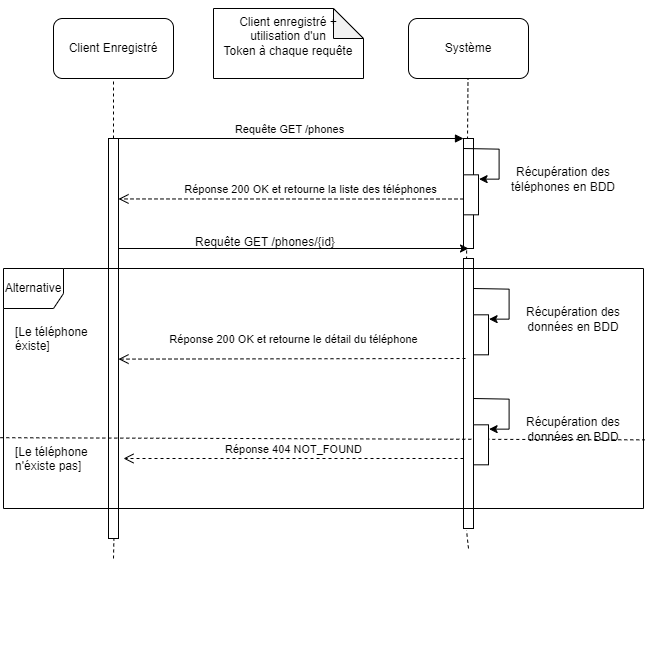 Client enregistré +
utilisation d'un
Token à chaque requête
Client Enregistré
Système
Requête GET /phones
Récupération des
téléphones en BDD
Réponse 200 OK et retourne la liste des téléphones
Requête GET /phones/{id}
Alternative
Récupération des
données en BDD
[Le téléphone
éxiste]
Réponse 200 OK et retourne le détail du téléphone
Récupération des
données en BDD
Réponse 404 NOT_FOUND
[Le téléphone
n'éxiste pas]